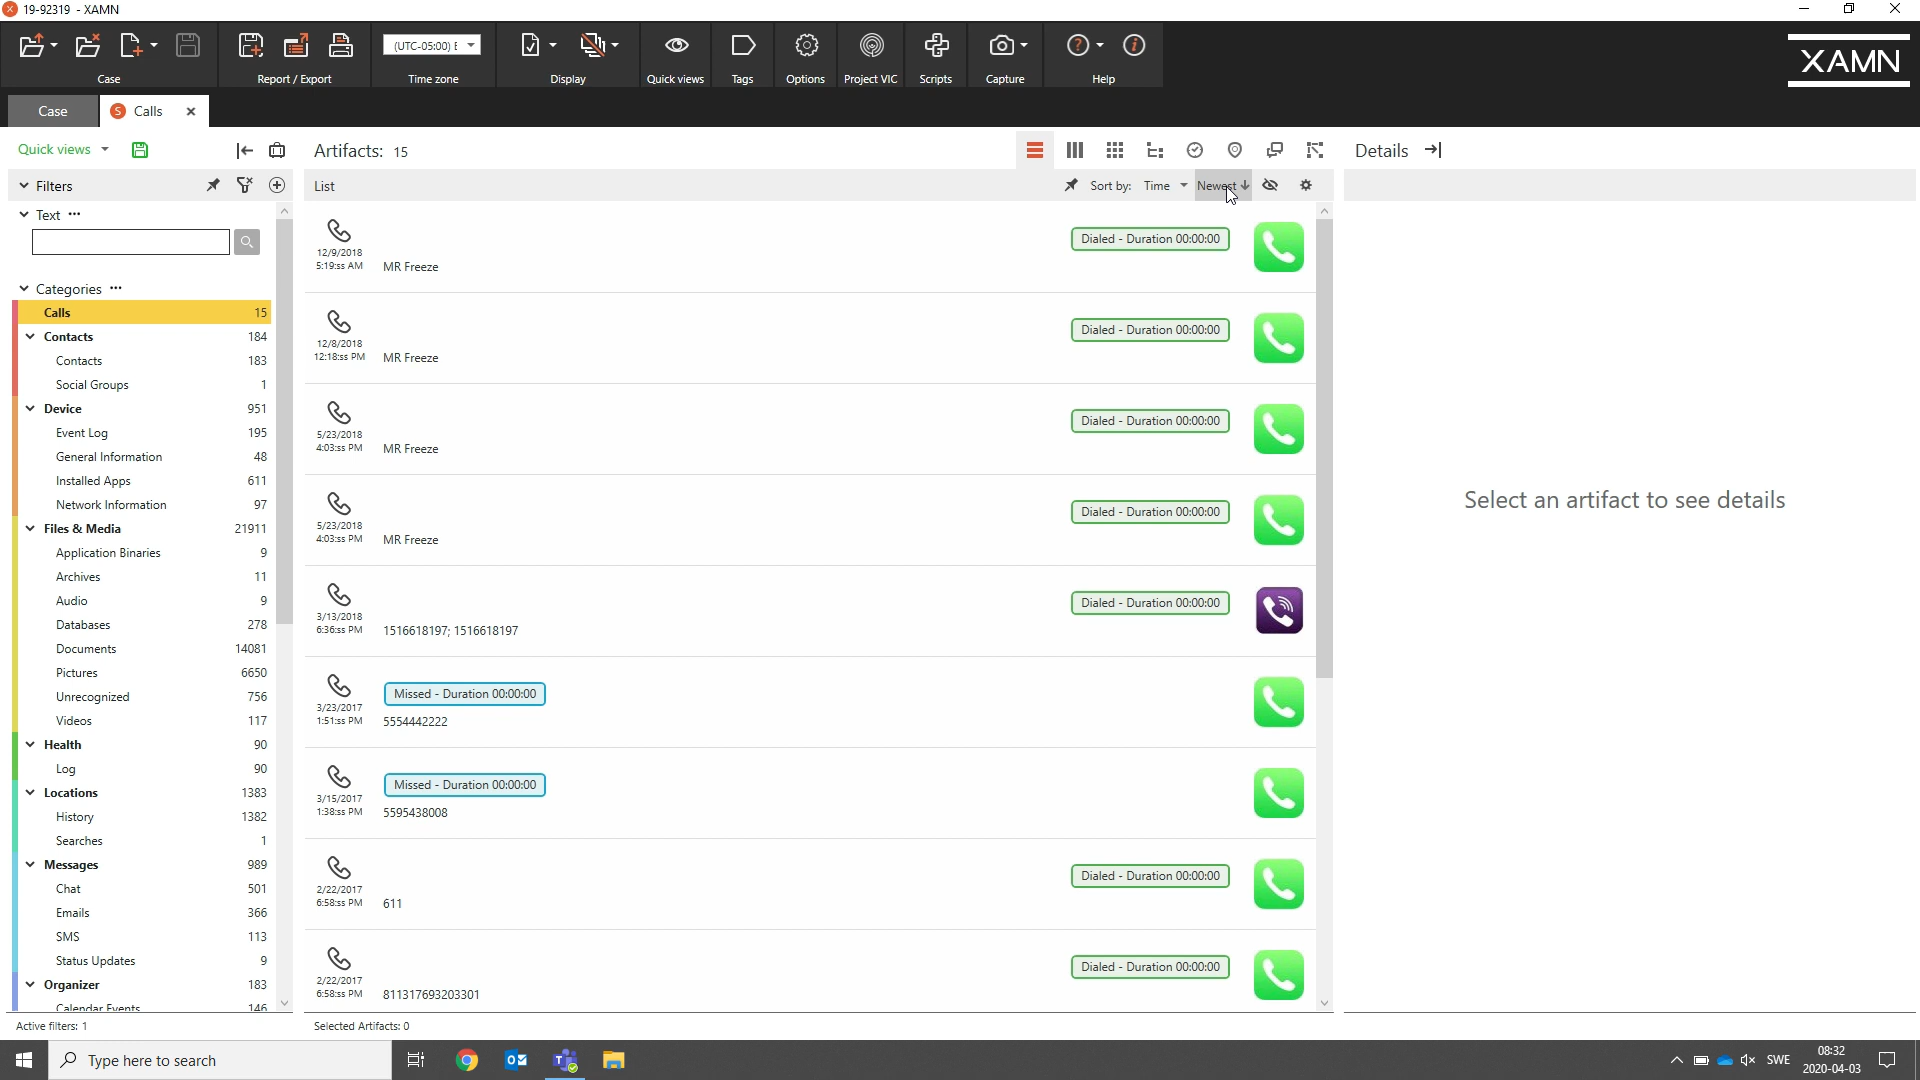 19-92319 - XAMN
(UTC-05:00) E
Case
Report / Export
Time zone
Display
Quick views
Tags
Options
Project VIC
Scripts
Capture
Help
XAMN
Case
S Calls
Quick views
Artifacts: 15
Details
Filters
List
Sort by: Time
Newest
Text
Categories
Calls 15
Contacts 184
Contacts 183
Social Groups 1
Device 951
Event Log 195
General Information 48
Installed Apps 611
Network Information 97
Files & Media 21911
Application Binaries 9
Archives 11
Audio 9
Databases 278
Documents 14081
Pictures 6650
Unrecognized 756
Videos 117
Health 90
Log 90
Locations 1383
History 1382
Searches 1
Messages 989
Chat 501
Emails 366
SMS 113
Status Updates 9
Organizer 183
Calendar Events 146
Active filters: 1
12/9/2018
5:19:ss AM
MR Freeze
Dialed - Duration 00:00:00
12/8/2018
12:18:ss PM
MR Freeze
Dialed - Duration 00:00:00
5/23/2018
4:03:ss PM
MR Freeze
Dialed - Duration 00:00:00
5/23/2018
4:03:ss PM
MR Freeze
Dialed - Duration 00:00:00
3/13/2018
6:36:ss PM
1516618197; 1516618197
Dialed - Duration 00:00:00
3/23/2017
1:51:ss PM
Missed - Duration 00:00:00
5554442222
3/15/2017
1:38:ss PM
Missed - Duration 00:00:00
5595438008
2/22/2017
6:58:ss PM
611
Dialed - Duration 00:00:00
2/22/2017
6:58:ss PM
811317693203301
Dialed - Duration 00:00:00
Selected Artifacts: 0
Select an artifact to see details
Type here to search
SWE
08:32
2020-04-03